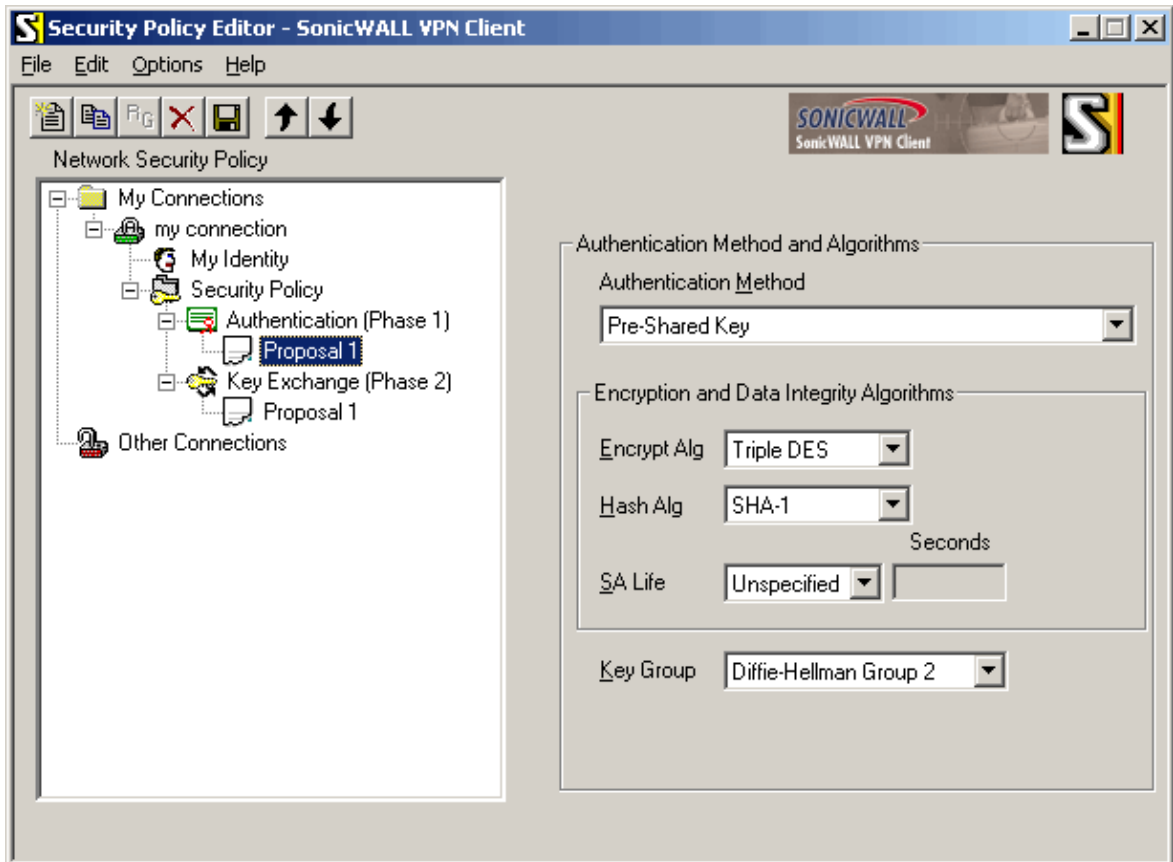 Security Policy Editor - SonicWALL VPN Client
File Edit Options Help
SONICWALL
SonicWALL VPN Client
Network Security Policy
My Connections
my connection
My Identity
Security Policy
Authentication (Phase 1)
Proposal 1
Key Exchange (Phase 2)
Proposal 1
Other Connections
Authentication Method and Algorithms
Authentication Method
Pre-Shared Key
Encryption and Data Integrity Algorithms
Encrypt Alg Triple DES
Hash Alg SHA-1
Seconds
SA Life Unspecified
Key Group Diffie-Hellman Group 2